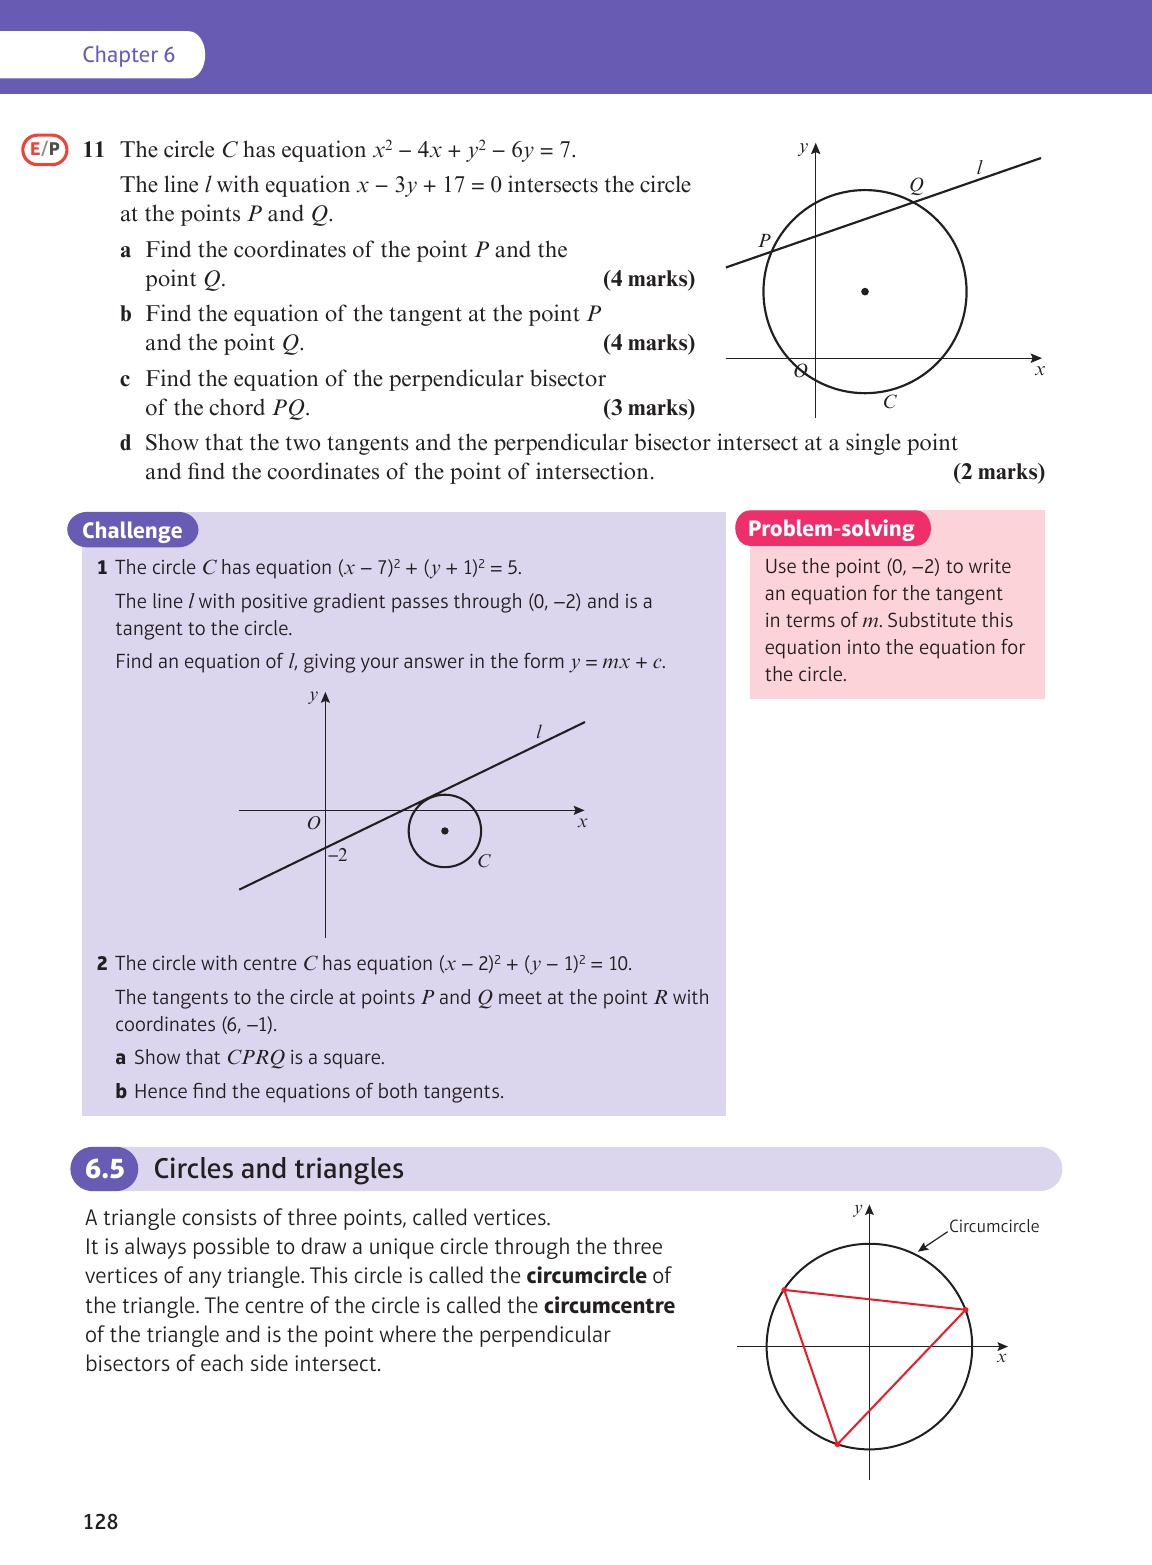 Chapter 6
E/P 11 The circle C has equation x² − 4x + y² − 6y = 7.
The line l with equation x − 3y + 17 = 0 intersects the circle
at the points P and Q.
a Find the coordinates of the point P and the
point Q. (4 marks)
b Find the equation of the tangent at the point P
and the point Q. (4 marks)
c Find the equation of the perpendicular bisector
of the chord PQ. (3 marks)
d Show that the two tangents and the perpendicular bisector intersect at a single point
and find the coordinates of the point of intersection. (2 marks)
y
l
Q
P
O
x
C
Challenge
1 The circle C has equation (x − 7)² + (y + 1)² = 5.
The line l with positive gradient passes through (0, −2) and is a
tangent to the circle.
Find an equation of l, giving your answer in the form y = mx + c.
y
l
O
x
−2
C
2 The circle with centre C has equation (x − 2)² + (y − 1)² = 10.
The tangents to the circle at points P and Q meet at the point R with
coordinates (6, −1).
a Show that CPRQ is a square.
b Hence find the equations of both tangents.
Problem-solving
Use the point (0, −2) to write
an equation for the tangent
in terms of m. Substitute this
equation into the equation for
the circle.
6.5 Circles and triangles
A triangle consists of three points, called vertices.
It is always possible to draw a unique circle through the three
vertices of any triangle. This circle is called the circumcircle of
the triangle. The centre of the circle is called the circumcentre
of the triangle and is the point where the perpendicular
bisectors of each side intersect.
y
Circumcircle
x
128